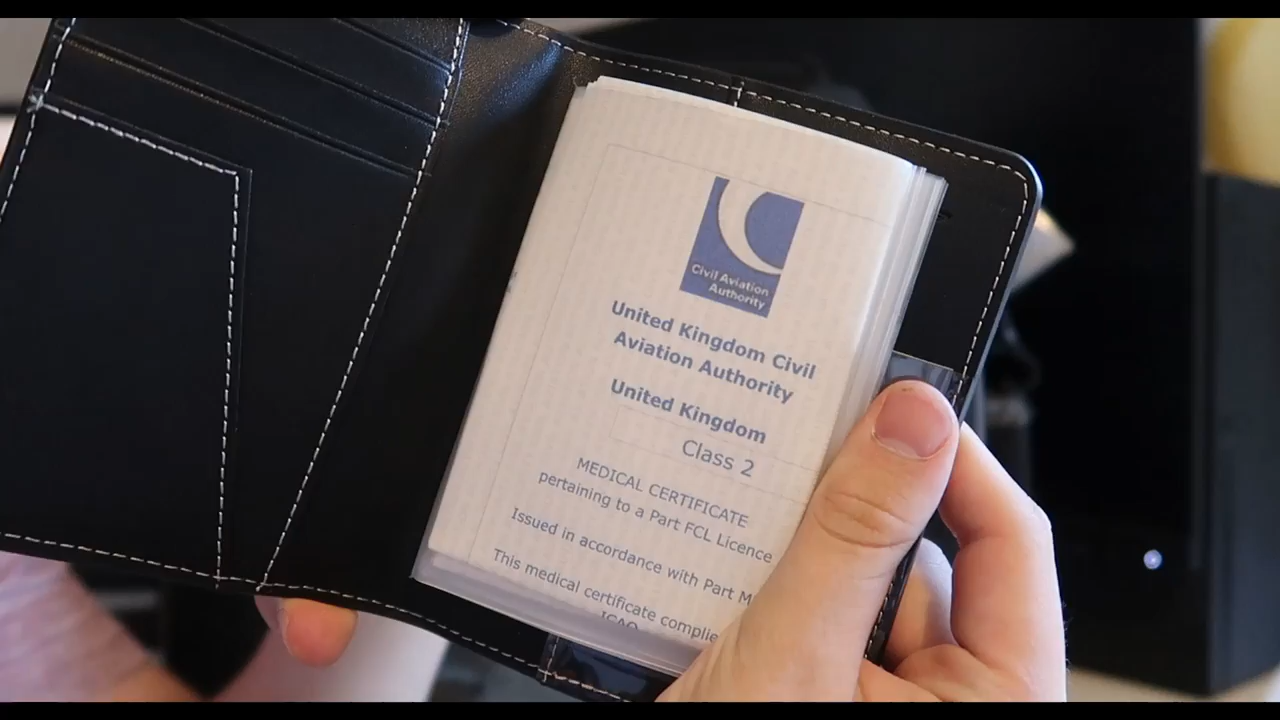 Civil Aviation
Authority
United Kingdom Civil
Aviation Authority
United Kingdom
Class 2
MEDICAL CERTIFICATE
pertaining to a Part FCL Licence
Issued in accordance with Part M
This medical certificate complie
ICAO